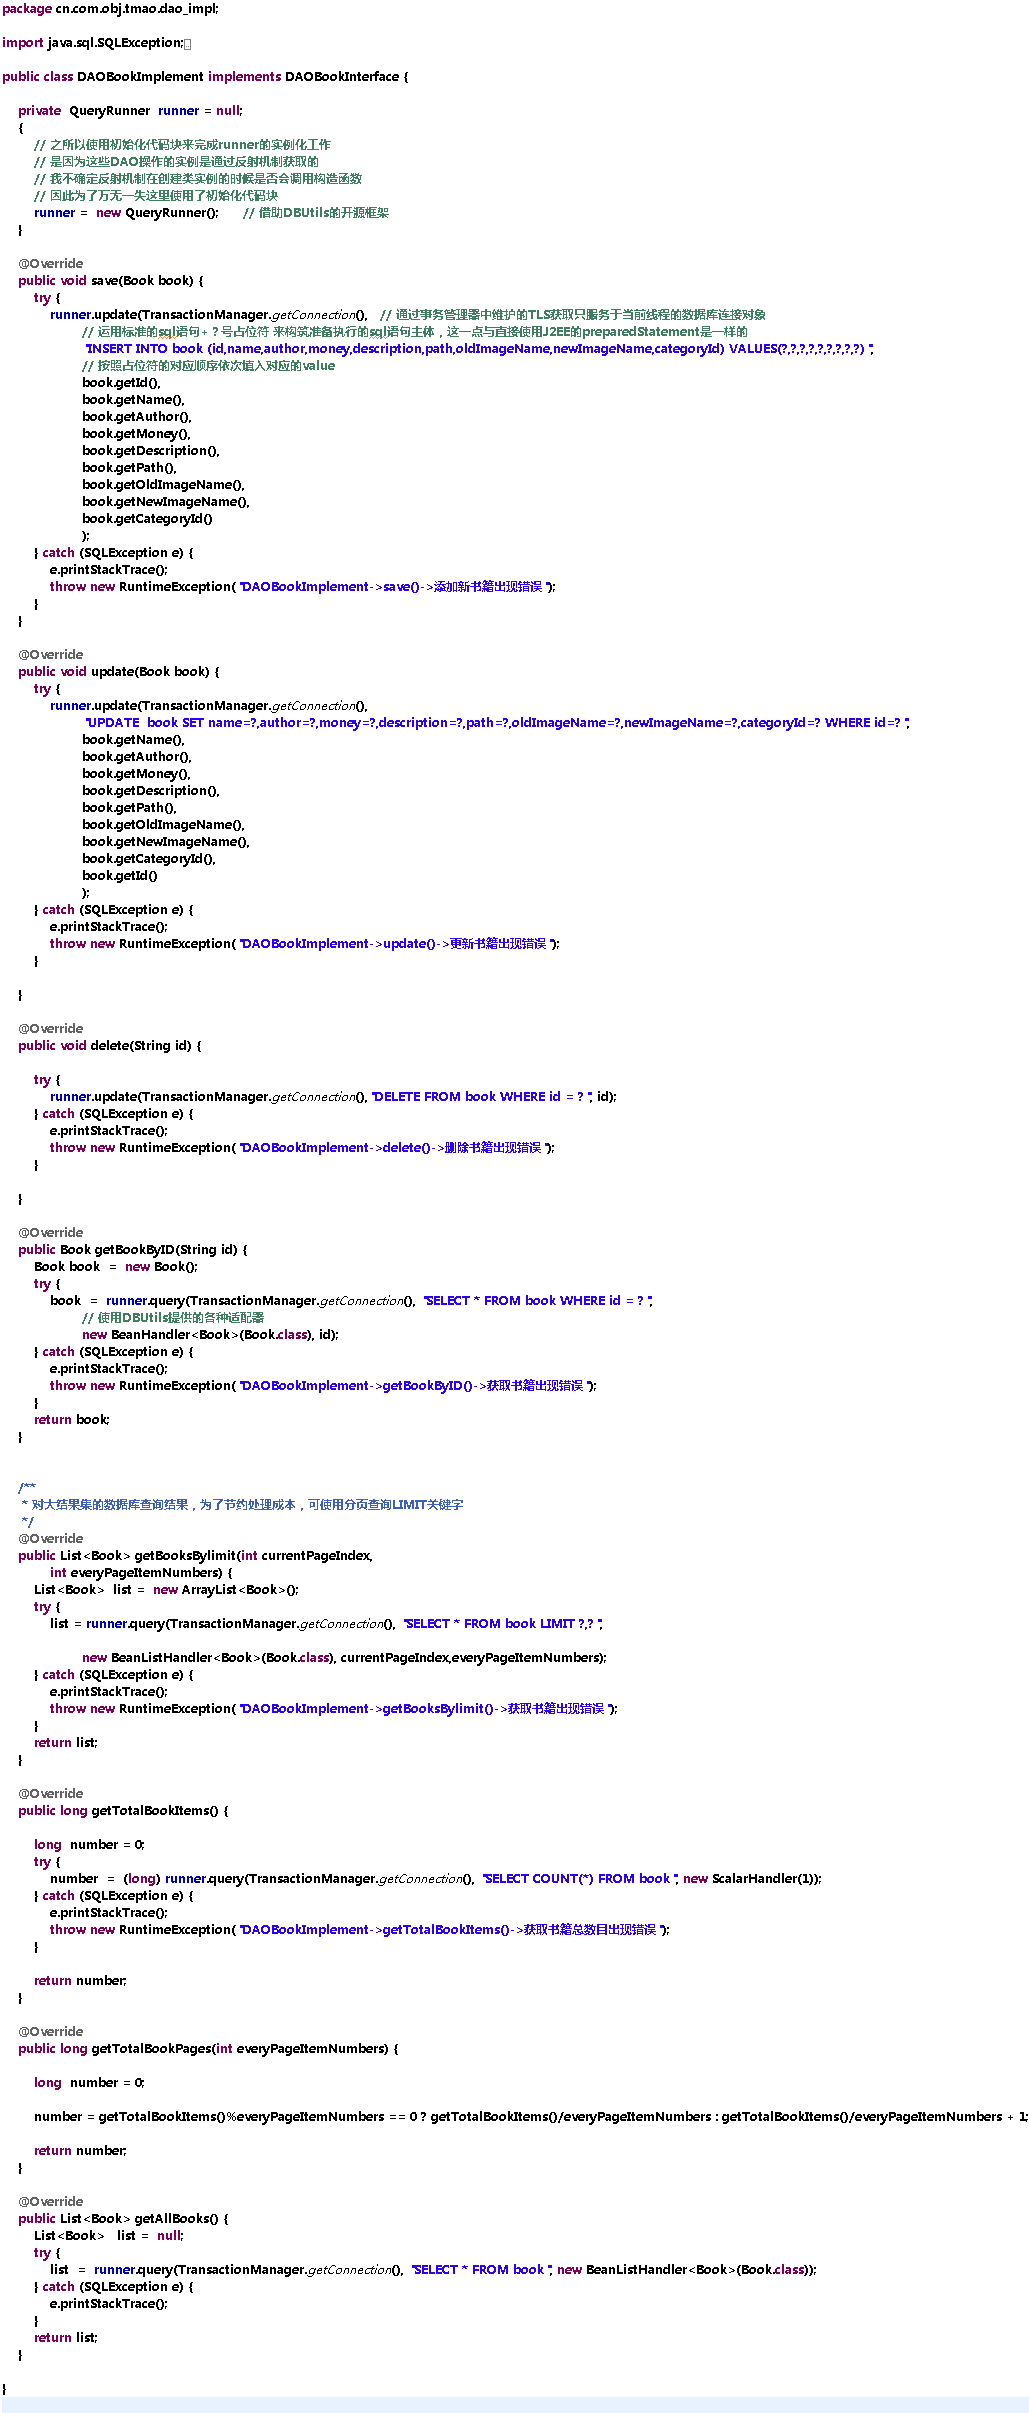 package cn.com.obj.tmao.dao_impl;
import java.sql.SQLException;
public class DAOBookImplement implements DAOBookInterface {
private  QueryRunner  runner = null;
{
// 之所以使用初始化代码块来完成runner的实例化工作
// 是因为这些DAO操作的实例是通过反射机制获取的
// 我不确定反射机制在创建类实例的时候是否会调用构造函数
// 因此为了万无一失这里使用了初始化代码块
runner =  new QueryRunner();      // 借助DBUtils的开源框架
}
@Override
public void save(Book book) {
try {
runner.update(TransactionManager.getConnection(),   // 通过事务管理器中维护的TLS获取只服务于当前线程的数据库连接对象
// 运用标准的sql语句+ ? 号占位符 来构筑准备执行的sql语句主体，这一点与直接使用J2EE的preparedStatement是一样的
"INSERT INTO book (id,name,author,money,description,path,oldImageName,newImageName,categoryId) VALUES(?,?,?,?,?,?,?,?,?) ",
// 按照占位符的对应顺序依次填入对应的value
book.getId(),
book.getName(),
book.getAuthor(),
book.getMoney(),
book.getDescription(),
book.getPath(),
book.getOldImageName(),
book.getNewImageName(),
book.getCategoryId()
);
} catch (SQLException e) {
e.printStackTrace();
throw new RuntimeException( "DAOBookImplement->save()->添加新书籍出现错误 ");
}
}
@Override
public void update(Book book) {
try {
runner.update(TransactionManager.getConnection(),
"UPDATE  book SET name=?,author=?,money=?,description=?,path=?,oldImageName=?,newImageName=?,categoryId=? WHERE id=? ",
book.getName(),
book.getAuthor(),
book.getMoney(),
book.getDescription(),
book.getPath(),
book.getOldImageName(),
book.getNewImageName(),
book.getCategoryId(),
book.getId()
);
} catch (SQLException e) {
e.printStackTrace();
throw new RuntimeException( "DAOBookImplement->update()->更新书籍出现错误 ");
}
}
@Override
public void delete(String id) {
try {
runner.update(TransactionManager.getConnection(), "DELETE FROM book WHERE id = ? ", id);
} catch (SQLException e) {
e.printStackTrace();
throw new RuntimeException( "DAOBookImplement->delete()->删除书籍出现错误 ");
}
}
@Override
public Book getBookByID(String id) {
Book book  =  new Book();
try {
book  =  runner.query(TransactionManager.getConnection(),  "SELECT * FROM book WHERE id = ? ",
// 使用DBUtils提供的各种适配器
new BeanHandler<Book>(Book.class), id);
} catch (SQLException e) {
e.printStackTrace();
throw new RuntimeException( "DAOBookImplement->getBookByID()->获取书籍出现错误 ");
}
return book;
}
/**
* 对大结果集的数据库查询结果，为了节约处理成本，可使用分页查询LIMIT关键字
*/
@Override
public List<Book> getBooksBylimit(int currentPageIndex,
int everyPageItemNumbers) {
List<Book>  list =  new ArrayList<Book>();
try {
list = runner.query(TransactionManager.getConnection(),  "SELECT * FROM book LIMIT ?,? ",
new BeanListHandler<Book>(Book.class), currentPageIndex,everyPageItemNumbers);
} catch (SQLException e) {
e.printStackTrace();
throw new RuntimeException( "DAOBookImplement->getBooksBylimit()->获取书籍出现错误 ");
}
return list;
}
@Override
public long getTotalBookItems() {
long  number = 0;
try {
number  =  (long) runner.query(TransactionManager.getConnection(),  "SELECT COUNT(*) FROM book ", new ScalarHandler(1));
} catch (SQLException e) {
e.printStackTrace();
throw new RuntimeException( "DAOBookImplement->getTotalBookItems()->获取书籍总数目出现错误 ");
}
return number;
}
@Override
public long getTotalBookPages(int everyPageItemNumbers) {
long  number = 0;
number = getTotalBookItems()%everyPageItemNumbers == 0 ? getTotalBookItems()/everyPageItemNumbers : getTotalBookItems()/everyPageItemNumbers + 1;
return number;
}
@Override
public List<Book> getAllBooks() {
List<Book>   list =  null;
try {
list  =  runner.query(TransactionManager.getConnection(),  "SELECT * FROM book ", new BeanListHandler<Book>(Book.class));
} catch (SQLException e) {
e.printStackTrace();
}
return list;
}
}